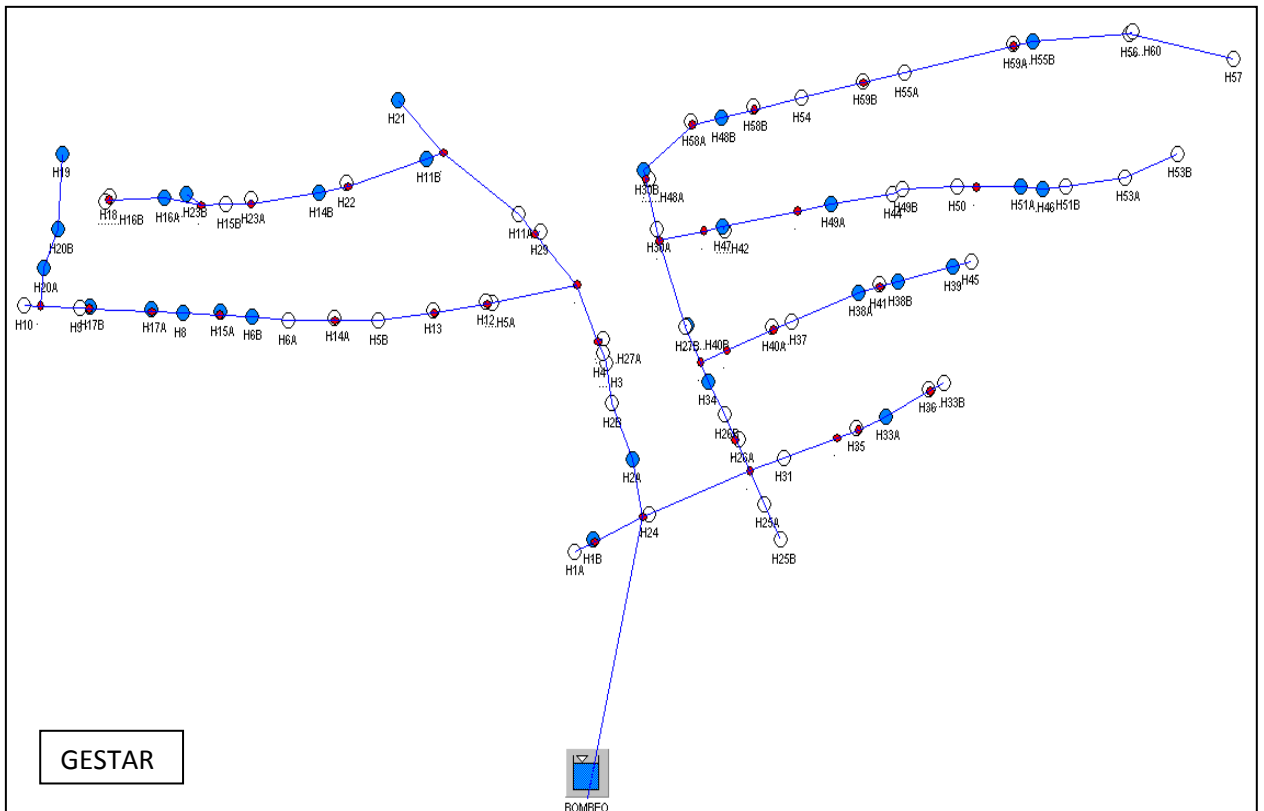 H56...H60
H59A
H55B
H57
H59B
H55A
H54
H58B
H48B
H58A
H21
H19
H11B
H30B
......H48A
H53B
H53A
H51B
H46
H51A
H50
H49B
H44
H49A
H18
.......H16B
H16A
H23B
H15B
H23A
H14B
H22
H11A
H29
H30A
H47
.....H42
H20B
H20A
H10
H9
H17B
H17A
H8
H15A
H6B
H6A
H14A
H5B
H13
H12
..H5A
H45
H39
H38B
H41
H38A
H37
H40A
H27B
...H40B
H4
...H27A
....H3
H34
H2B
H26B
H26A
H36
...H33B
H33A
H35
H31
H2A
H24
H25A
H25B
H1B
H1A
GESTAR
BOMBEO